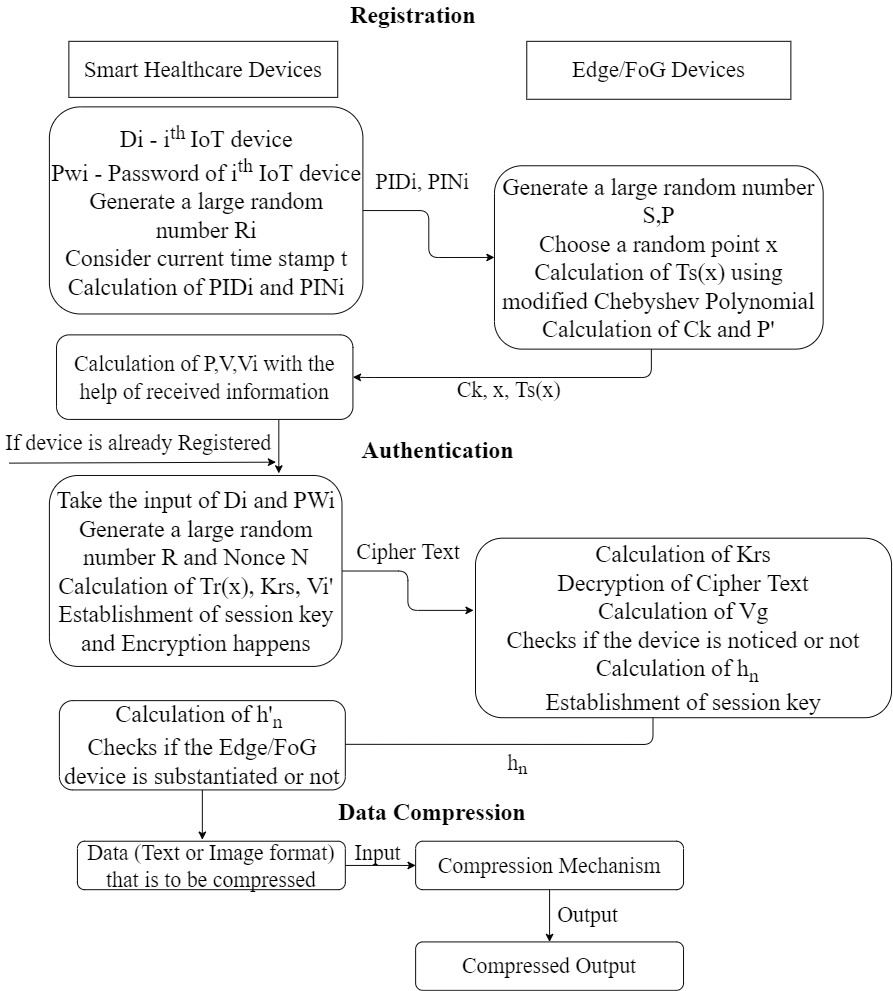 Registration
Smart Healthcare Devices
Edge/FoG Devices
Di - ith IoT device
Pwi - Password of ith IoT device
Generate a large random
number Ri
Consider current time stamp t
Calculation of PIDi and PINi
PIDi, PINi
Generate a large random number
S,P
Choose a random point x
Calculation of Ts(x) using
modified Chebyshev Polynomial
Calculation of Ck and P'
Calculation of P,V,Vi with the
help of received information
Ck, x, Ts(x)
If device is already Registered
Authentication
Take the input of Di and PWi
Generate a large random
number R and Nonce N
Calculation of Tr(x), Krs, Vi'
Establishment of session key
and Encryption happens
Cipher Text
Calculation of Krs
Decryption of Cipher Text
Calculation of Vg
Checks if the device is noticed or not
Calculation of hn
Establishment of session key
Calculation of h'n
Checks if the Edge/FoG
device is substantiated or not
hn
Data Compression
Data (Text or Image format)
that is to be compressed
Input
Compression Mechanism
Output
Compressed Output